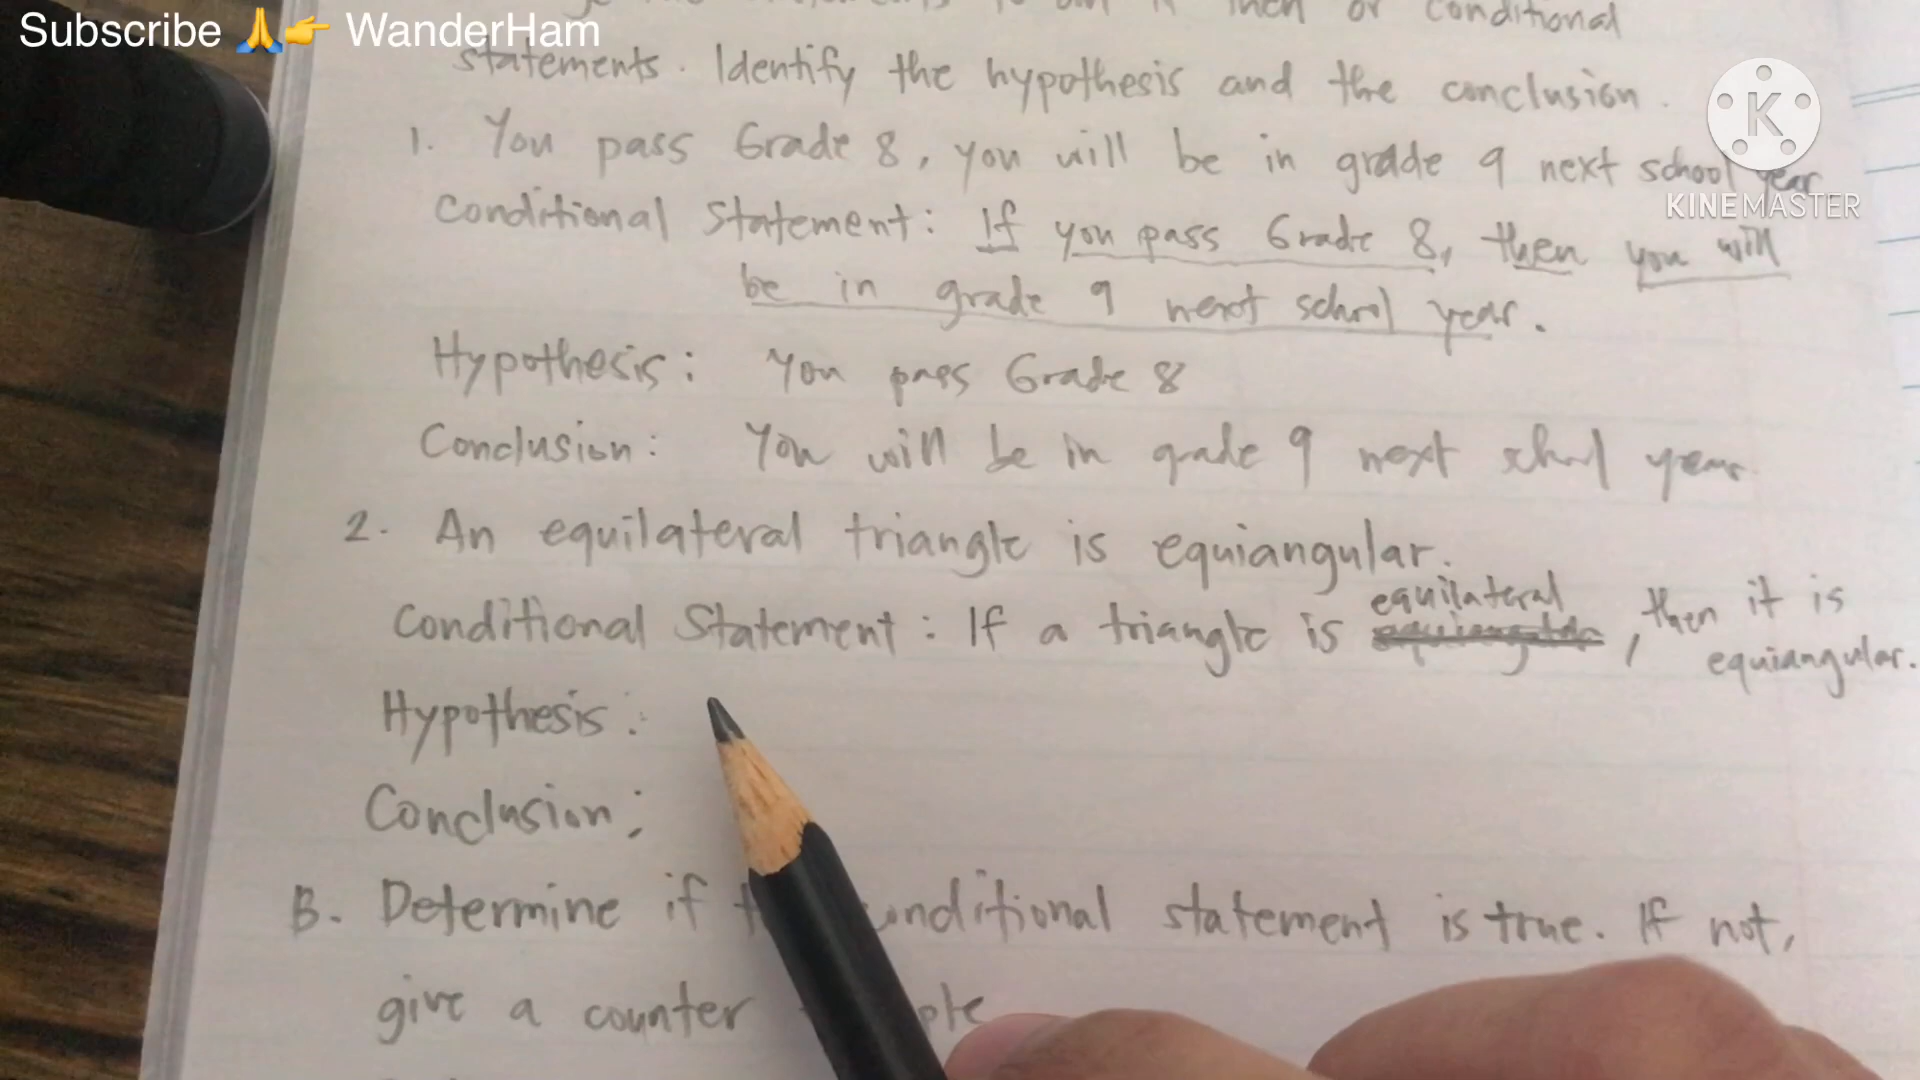 Subscribe 🙏👉 WanderHam
then or conditional
statements. Identify the hypothesis and the conclusion.
1. You pass Grade 8, you will be in grade 9 next school year
Conditional Statement: If you pass Grade 8, then you will
be in grade 9 next school year.
Hypothesis: You pass Grade 8
Conclusion: You will be in grade 9 next school year
2. An equilateral triangle is equiangular.
Conditional Statement: If a triangle is equilateral, then it is
equiangular.
Hypothesis:
Conclusion:
B. Determine if conditional statement is true. If not,
give a counter
KINEMASTER